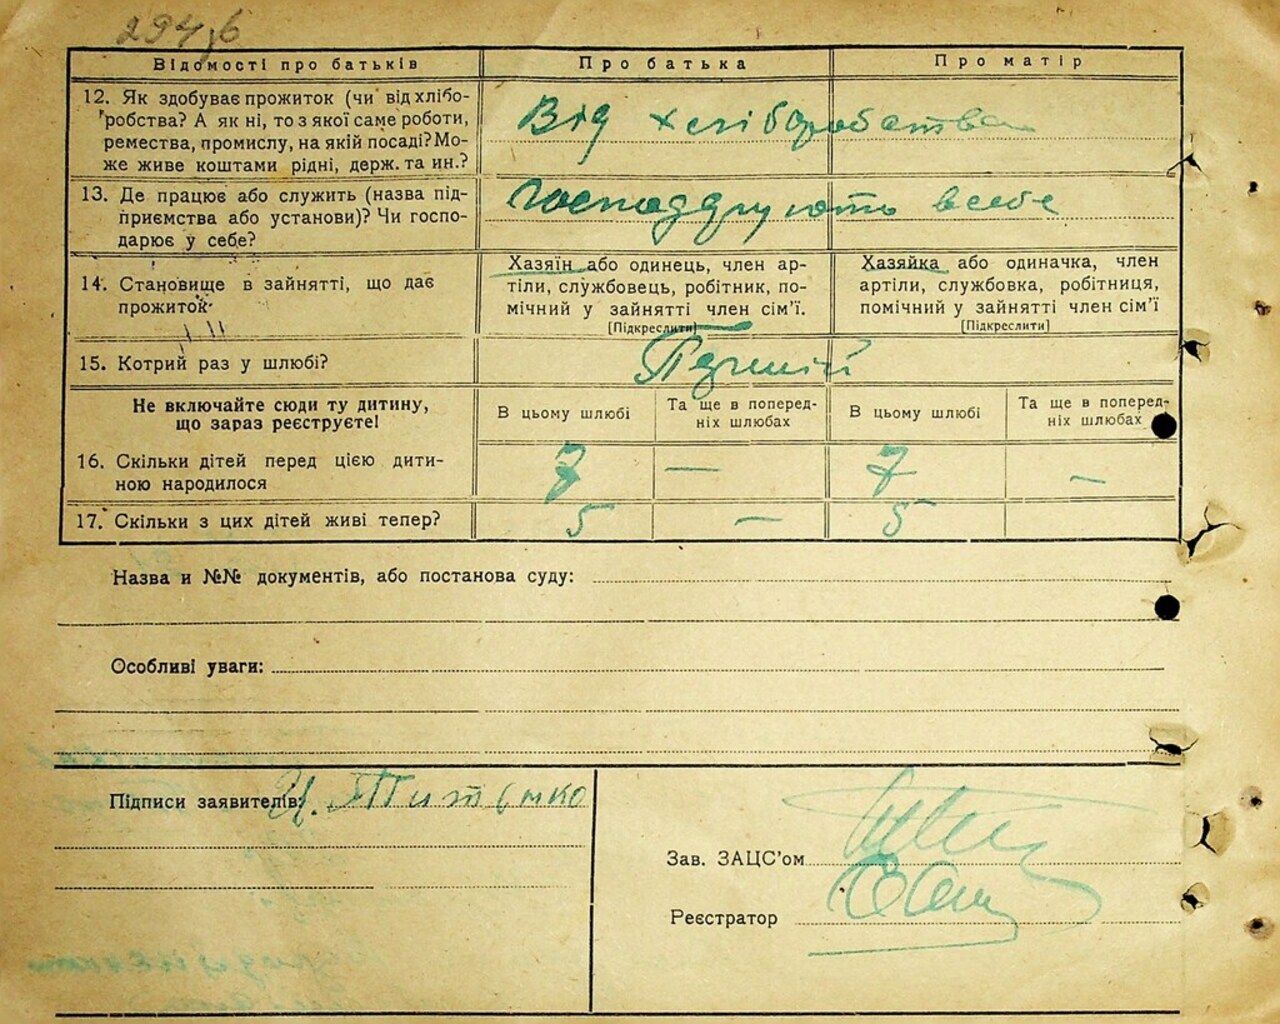 294,б
Відомості про батьків
Про батька
Про матір
12. Як здобуває прожиток (чи від хлібо-
робства? А як ні, то з якої саме роботи,
ремества, промислу, на якій посаді? Мо-
же живе коштами рідні, держ. та ин.?
Від хліборобства
13. Де працює або служить (назва під-
приємства або установи)? Чи госпо-
дарює у себе?
Господдрують всебе
14. Становище в зайнятті, що дає
прожиток
Хазяїн або одинець, член ар-
тіли, службовець, робітник, по-
мічний у зайнятті член сім’ї.
[Підкреслити]
Хазяйка або одиначка, член
артіли, службовка, робітниця,
помічний у зайнятті член сім’ї
[Підкреслити]
15. Котрий раз у шлюбі?
Перший
Не включайте сюди ту дитину,
що зараз реєструєте!
В цьому шлюбі
Та ще в поперед-
ніх шлюбах
В цьому шлюбі
Та ще в поперед-
ніх шлюбах
16. Скільки дітей перед цією дити-
ною народилося
7 — 7 —
17. Скільки з цих дітей живі тепер?
5 — 5
Назва и №№ документів, або постанова суду:
Особливі уваги:
Підписи заявителів:
Зав. ЗАЦС’ом
Реєстратор